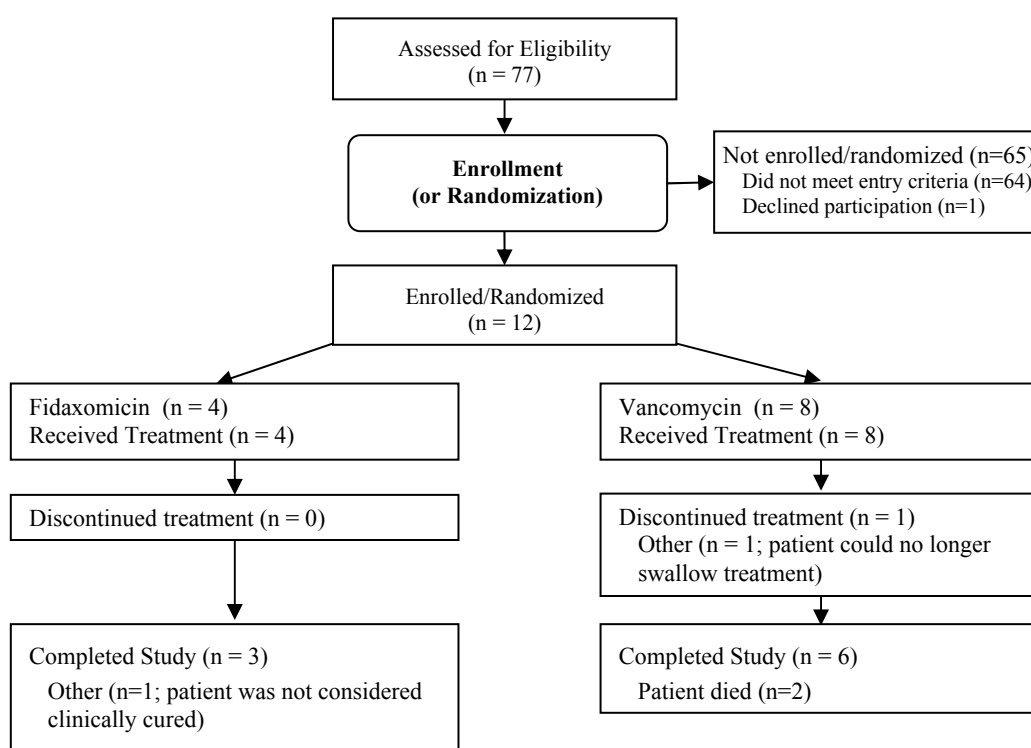 Assessed for Eligibility
(n = 77)
Enrollment
(or Randomization)
Not enrolled/randomized (n=65)
Did not meet entry criteria (n=64)
Declined participation (n=1)
Enrolled/Randomized
(n = 12)
Fidaxomicin (n = 4)
Received Treatment (n = 4)
Vancomycin (n = 8)
Received Treatment (n = 8)
Discontinued treatment (n = 0)
Discontinued treatment (n = 1)
Other (n = 1; patient could no longer
swallow treatment)
Completed Study (n = 3)
Other (n=1; patient was not considered
clinically cured)
Completed Study (n = 6)
Patient died (n=2)